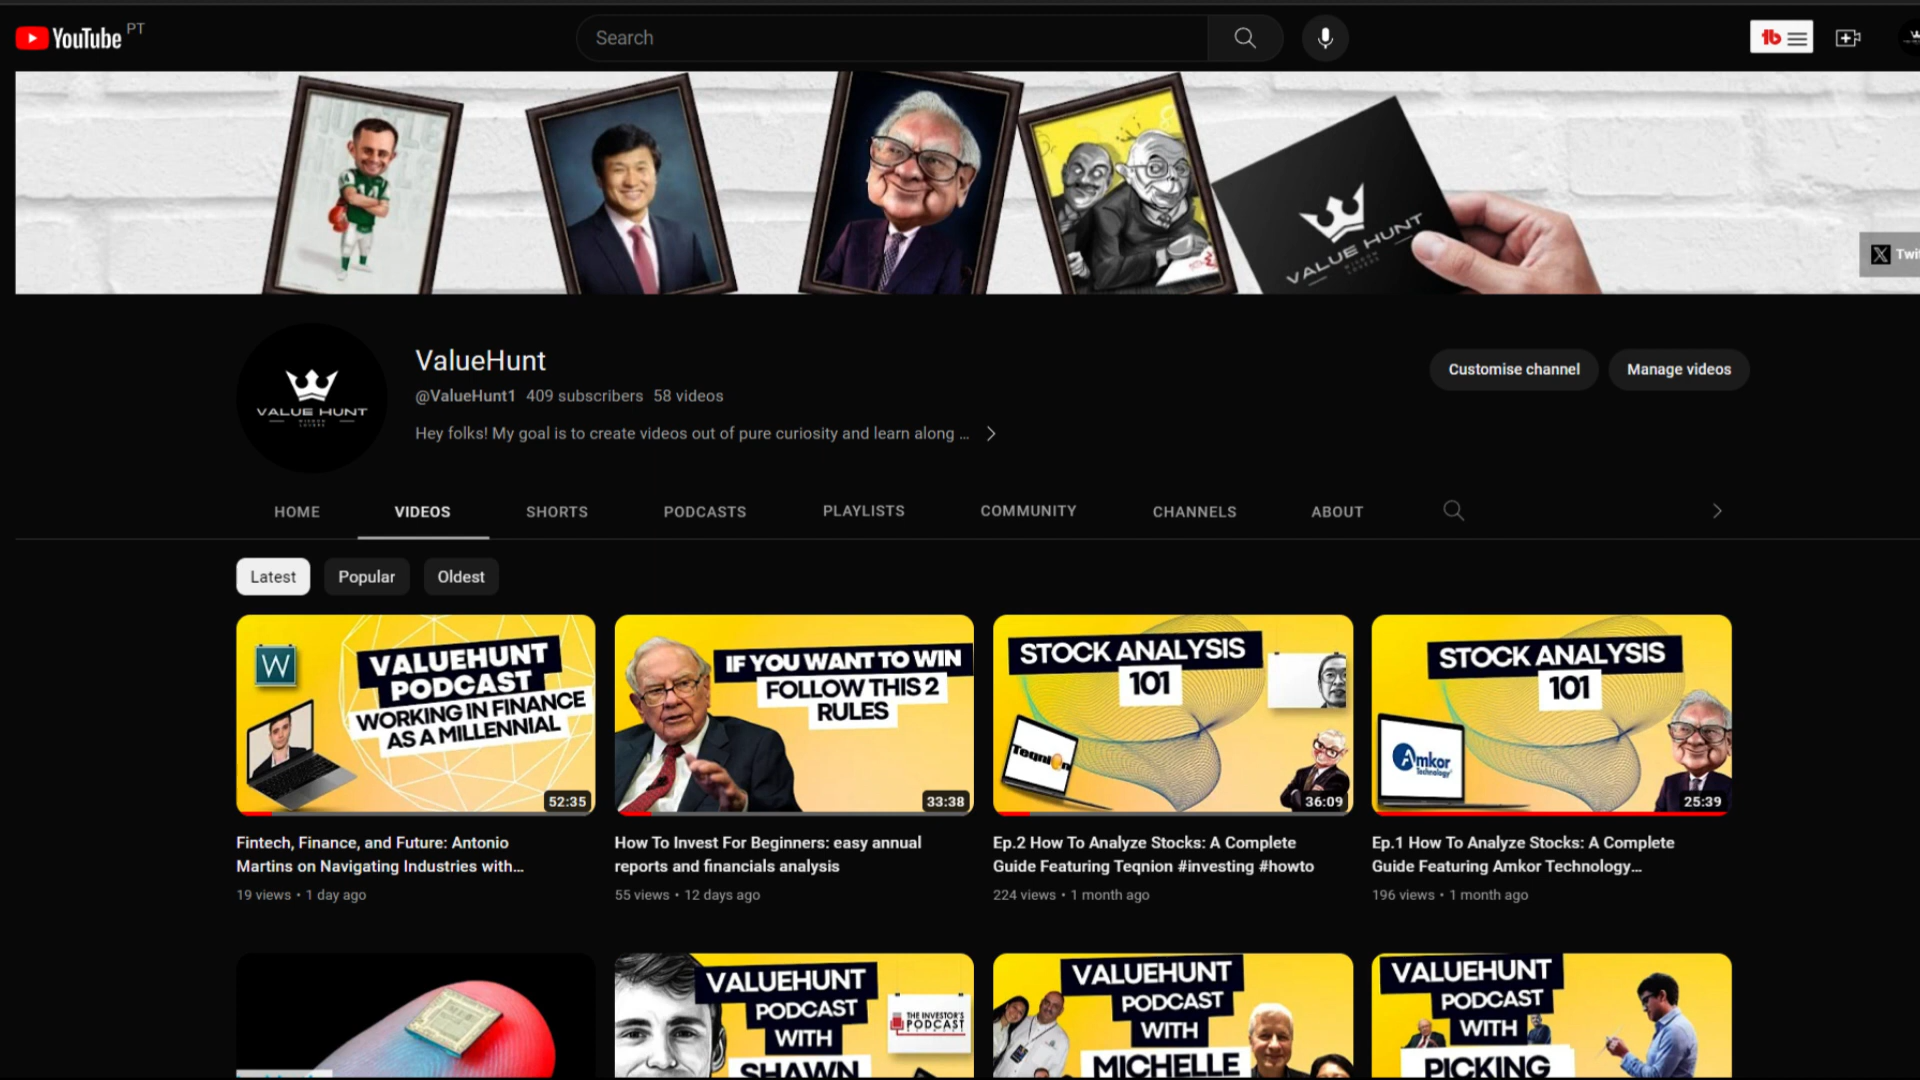 YouTube PT
Search
VALUE HUNT
WISDOM
LOVERS
Twi
ValueHunt
@ValueHunt1 409 subscribers 58 videos
Hey folks! My goal is to create videos out of pure curiosity and learn along ...
Customise channel
Manage videos
VALUE HUNT
WISDOM
LOVERS
HOME VIDEOS SHORTS PODCASTS PLAYLISTS COMMUNITY CHANNELS ABOUT
Latest Popular Oldest
W
VALUEHUNT
PODCAST
WORKING IN FINANCE
AS A MILLENNIAL
52:35
Fintech, Finance, and Future: Antonio
Martins on Navigating Industries with...
19 views • 1 day ago
IF YOU WANT TO WIN
FOLLOW THIS 2
RULES
33:38
How To Invest For Beginners: easy annual
reports and financials analysis
55 views • 12 days ago
STOCK ANALYSIS
101
Teqnion
36:09
Ep.2 How To Analyze Stocks: A Complete
Guide Featuring Teqnion #investing #howto
224 views • 1 month ago
STOCK ANALYSIS
101
Amkor
Technology
25:39
Ep.1 How To Analyze Stocks: A Complete
Guide Featuring Amkor Technology...
196 views • 1 month ago
VALUEHUNT
PODCAST
WITH
SHAWN
THE INVESTOR'S
PODCAST
VALUEHUNT
PODCAST
WITH
MICHELLE
VALUEHUNT
PODCAST
WITH
PICKING